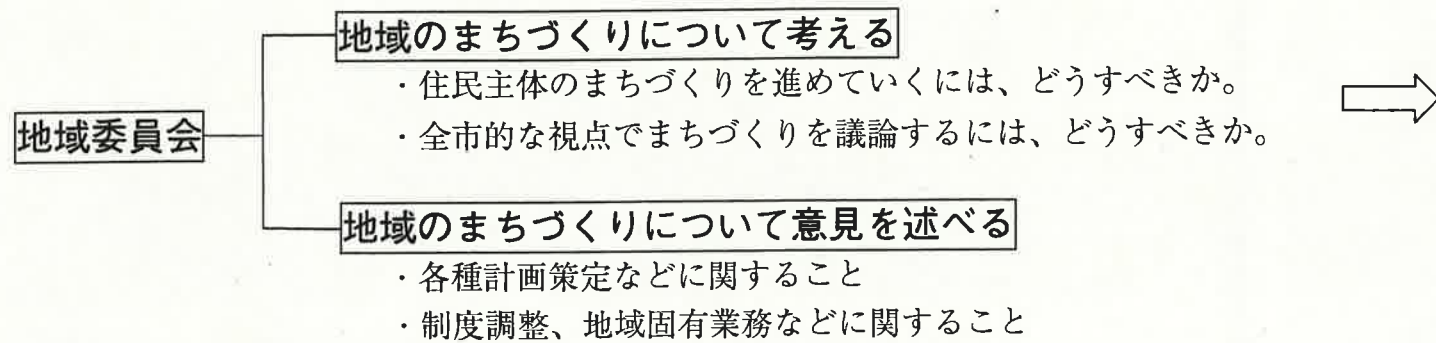 地域のまちづくりについて考える
・住民主体のまちづくりを進めていくには、どうすべきか。
・全市的な視点でまちづくりを議論するには、どうすべきか。
地域委員会
地域のまちづくりについて意見を述べる
・各種計画策定などに関すること
・制度調整、地域固有業務などに関すること